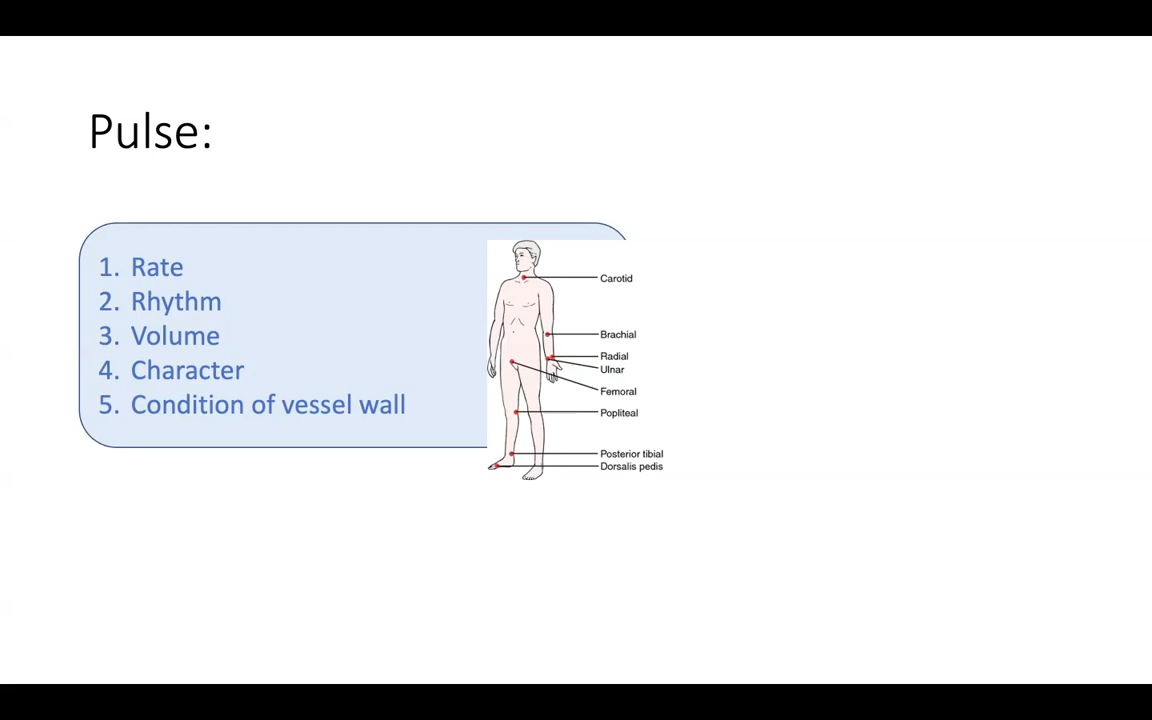 Pulse:
1. Rate
2. Rhythm
3. Volume
4. Character
5. Condition of vessel wall
Carotid
Brachial
Radial
Ulnar
Femoral
Popliteal
Posterior tibial
Dorsalis pedis